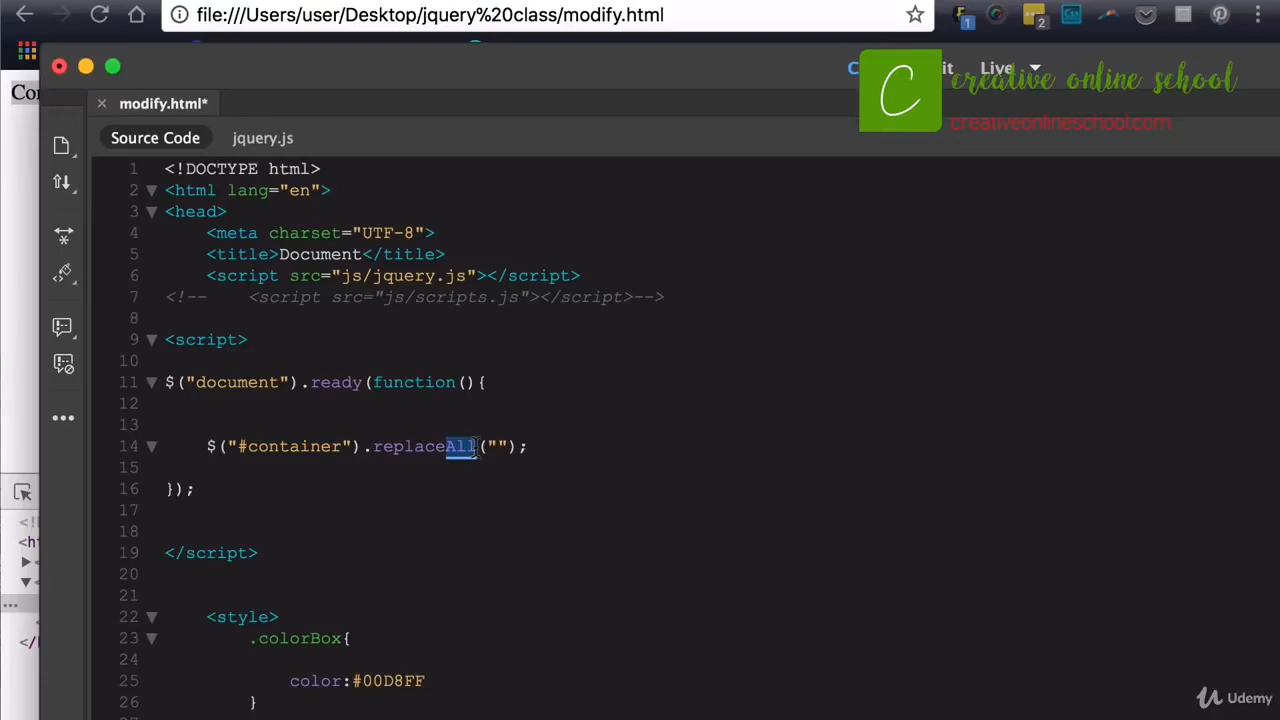 file:///Users/user/Desktop/jquery%20class/modify.html
1
2
Cor
Live
C
creative online school
creativeonlineschool.com
modify.html*
Source Code
jquery.js
1 <!DOCTYPE html>
2 <html lang="en">
3 <head>
4 <meta charset="UTF-8">
5 <title>Document</title>
6 <script src="js/jquery.js"></script>
7 <!-- <script src="js/scripts.js"></script>-->
8
9 <script>
10
11 $("document").ready(function(){
12
13
14 $("#container").replaceAll("");
15
16 });
17
18
19 </script>
20
21
22 <style>
23 .colorBox{
24
25 color:#00D8FF
26 }
<!
<ht
<
<
</
Udemy